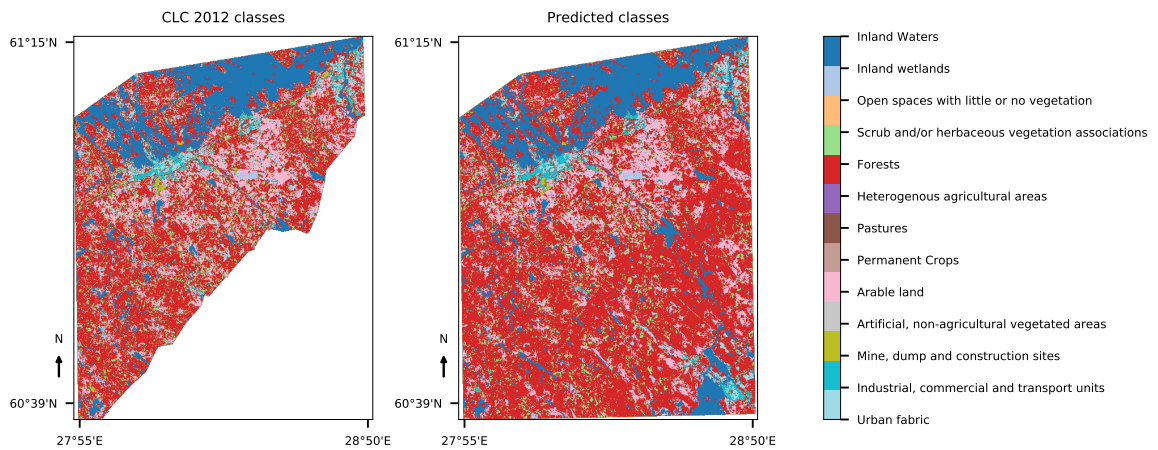 CLC 2012 classes
Predicted classes
61°15'N
61°15'N
N
N
60°39'N
60°39'N
27°55'E
28°50'E
27°55'E
28°50'E
Inland Waters
Inland wetlands
Open spaces with little or no vegetation
Scrub and/or herbaceous vegetation associations
Forests
Heterogenous agricultural areas
Pastures
Permanent Crops
Arable land
Artificial, non-agricultural vegetated areas
Mine, dump and construction sites
Industrial, commercial and transport units
Urban fabric